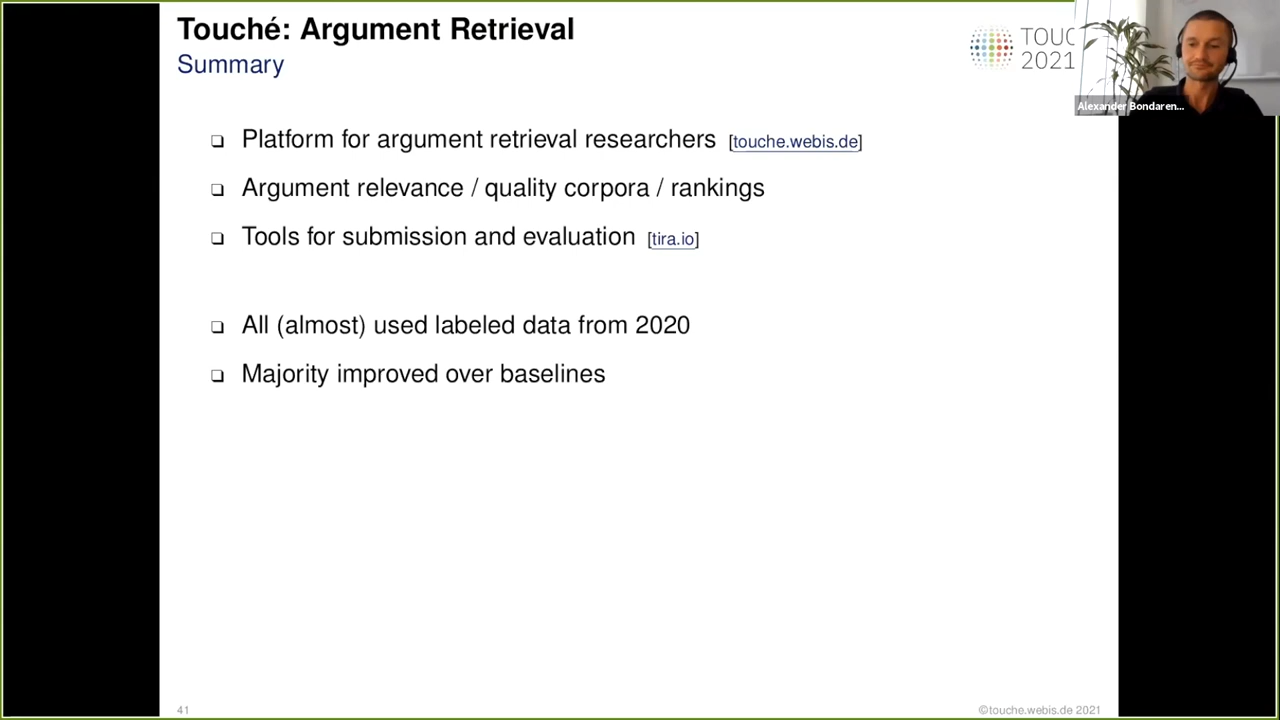 Touché: Argument Retrieval
Summary
TOUC
2021
Alexander Bondaren...
❏ Platform for argument retrieval researchers [touche.webis.de]
❏ Argument relevance / quality corpora / rankings
❏ Tools for submission and evaluation [tira.io]
❏ All (almost) used labeled data from 2020
❏ Majority improved over baselines
41
©touche.webis.de 2021